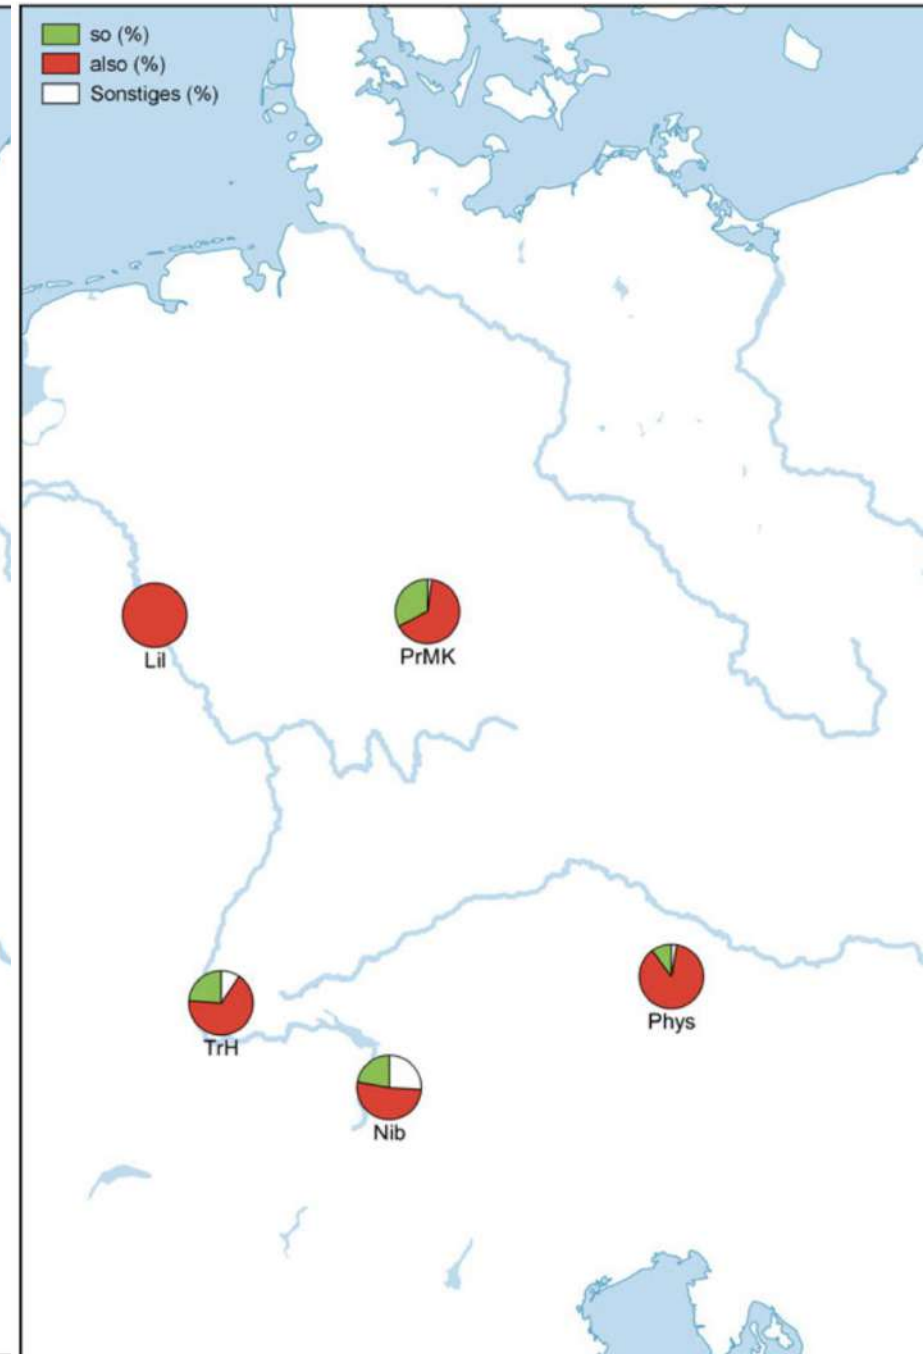 so (%)
also (%)
Sonstiges (%)
Lil
PrMK
TrH
Phys
Nib